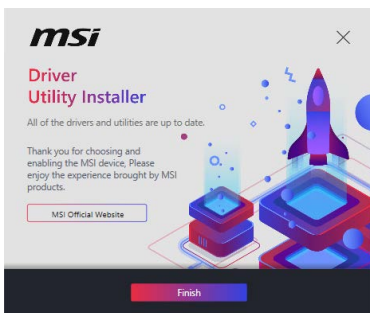 msi
Driver
Utility Installer
All of the drivers and utilities are up to date.
Thank you for choosing and
enabling the MSI device, Please
enjoy the experience brought by MSI
products.
MSI Official Website
Finish